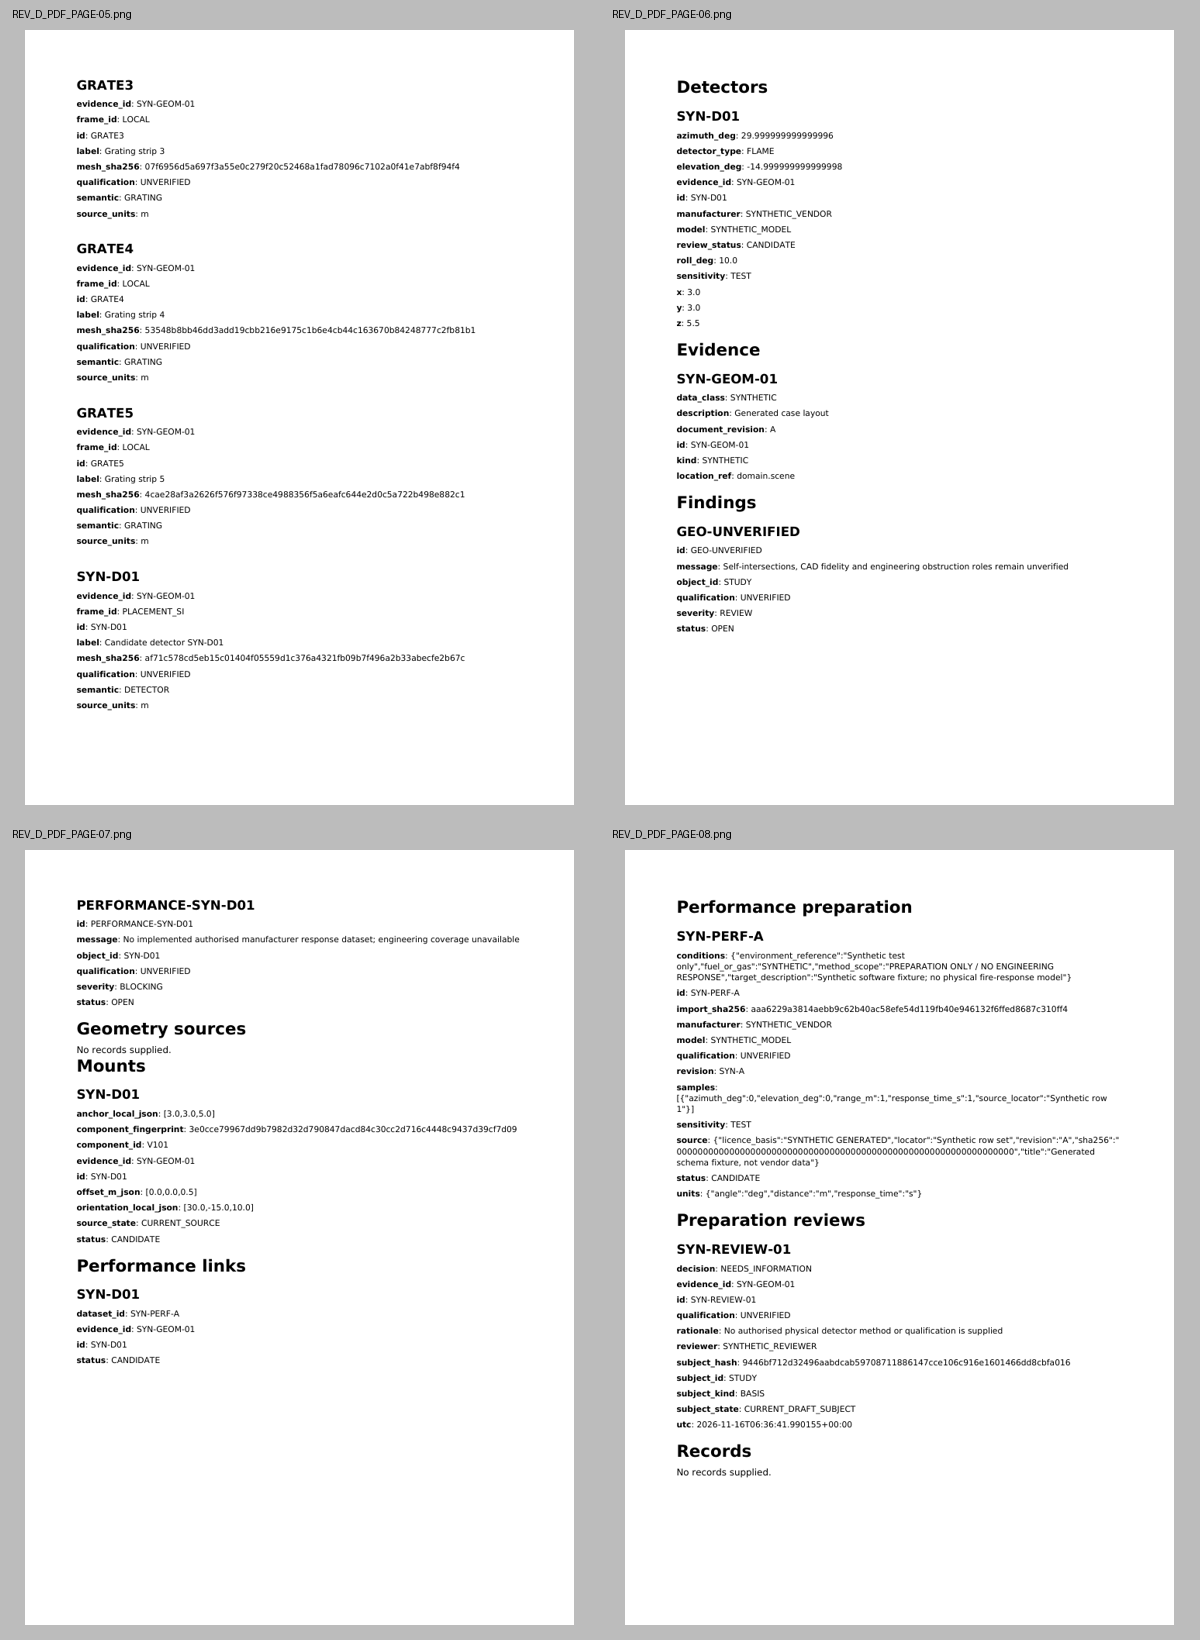 REV_D_PDF_PAGE-05.png
GRATE3
evidence_id: SYN-GEOM-01
frame_id: LOCAL
id: GRATE3
label: Grating strip 3
mesh_sha256: 07f6956d5a697f3a55e0c279f20c52468a1fad78096c7102a0f41e7abf8f94f4
qualification: UNVERIFIED
semantic: GRATING
source_units: m
GRATE4
evidence_id: SYN-GEOM-01
frame_id: LOCAL
id: GRATE4
label: Grating strip 4
mesh_sha256: 53548b8bb46dd3add19cbb216e9175c1b6e4cb44c163670b84248777c2fb81b1
qualification: UNVERIFIED
semantic: GRATING
source_units: m
GRATE5
evidence_id: SYN-GEOM-01
frame_id: LOCAL
id: GRATE5
label: Grating strip 5
mesh_sha256: 4cae28af3a2626f576f97338ce4988356f5a6eafc644e2d0c5a722b498e882c1
qualification: UNVERIFIED
semantic: GRATING
source_units: m
SYN-D01
evidence_id: SYN-GEOM-01
frame_id: PLACEMENT_SI
id: SYN-D01
label: Candidate detector SYN-D01
mesh_sha256: af71c578cd5eb15c01404f05559d1c376a4321fb09b7f496a2b33abecfe2b67c
qualification: UNVERIFIED
semantic: DETECTOR
source_units: m
REV_D_PDF_PAGE-06.png
Detectors
SYN-D01
azimuth_deg: 29.999999999999996
detector_type: FLAME
elevation_deg: -14.999999999999998
evidence_id: SYN-GEOM-01
id: SYN-D01
manufacturer: SYNTHETIC_VENDOR
model: SYNTHETIC_MODEL
review_status: CANDIDATE
roll_deg: 10.0
sensitivity: TEST
x: 3.0
y: 3.0
z: 5.5
Evidence
SYN-GEOM-01
data_class: SYNTHETIC
description: Generated case layout
document_revision: A
id: SYN-GEOM-01
kind: SYNTHETIC
location_ref: domain.scene
Findings
GEO-UNVERIFIED
id: GEO-UNVERIFIED
message: Self-intersections, CAD fidelity and engineering obstruction roles remain unverified
object_id: STUDY
qualification: UNVERIFIED
severity: REVIEW
status: OPEN
REV_D_PDF_PAGE-07.png
PERFORMANCE-SYN-D01
id: PERFORMANCE-SYN-D01
message: No implemented authorised manufacturer response dataset; engineering coverage unavailable
object_id: SYN-D01
qualification: UNVERIFIED
severity: BLOCKING
status: OPEN
Geometry sources
No records supplied.
Mounts
SYN-D01
anchor_local_json: [3.0,3.0,5.0]
component_fingerprint: 3e0cce79967dd9b7982d32d790847dacd84c30cc2d716c4448c9437d39cf7d09
component_id: V101
evidence_id: SYN-GEOM-01
id: SYN-D01
offset_m_json: [0.0,0.0,0.5]
orientation_local_json: [30.0,-15.0,10.0]
source_state: CURRENT_SOURCE
status: CANDIDATE
Performance links
SYN-D01
dataset_id: SYN-PERF-A
evidence_id: SYN-GEOM-01
id: SYN-D01
status: CANDIDATE
REV_D_PDF_PAGE-08.png
Performance preparation
SYN-PERF-A
conditions: {"environment_reference":"Synthetic test
only","fuel_or_gas":"SYNTHETIC","method_scope":"PREPARATION ONLY / NO ENGINEERING
RESPONSE","target_description":"Synthetic software fixture; no physical fire-response model"}
id: SYN-PERF-A
import_sha256: aaa6229a3814aebb9c62b40ac58efe54d119fb40e946132f6ffed8687c310ff4
manufacturer: SYNTHETIC_VENDOR
model: SYNTHETIC_MODEL
qualification: UNVERIFIED
revision: SYN-A
samples:
[{"azimuth_deg":0,"elevation_deg":0,"range_m":1,"response_time_s":1,"source_locator":"Synthetic row
1"}]
sensitivity: TEST
source: {"licence_basis":"SYNTHETIC GENERATED","locator":"Synthetic row set","revision":"A","sha256":"
0000000000000000000000000000000000000000000000000000000000000000","title":"Generated
schema fixture, not vendor data"}
status: CANDIDATE
units: {"angle":"deg","distance":"m","response_time":"s"}
Preparation reviews
SYN-REVIEW-01
decision: NEEDS_INFORMATION
evidence_id: SYN-GEOM-01
id: SYN-REVIEW-01
qualification: UNVERIFIED
rationale: No authorised physical detector method or qualification is supplied
reviewer: SYNTHETIC_REVIEWER
subject_hash: 9446bf712d32496aabdcab59708711886147cce106c916e1601466dd8cbfa016
subject_id: STUDY
subject_kind: BASIS
subject_state: CURRENT_DRAFT_SUBJECT
utc: 2026-11-16T06:36:41.990155+00:00
Records
No records supplied.